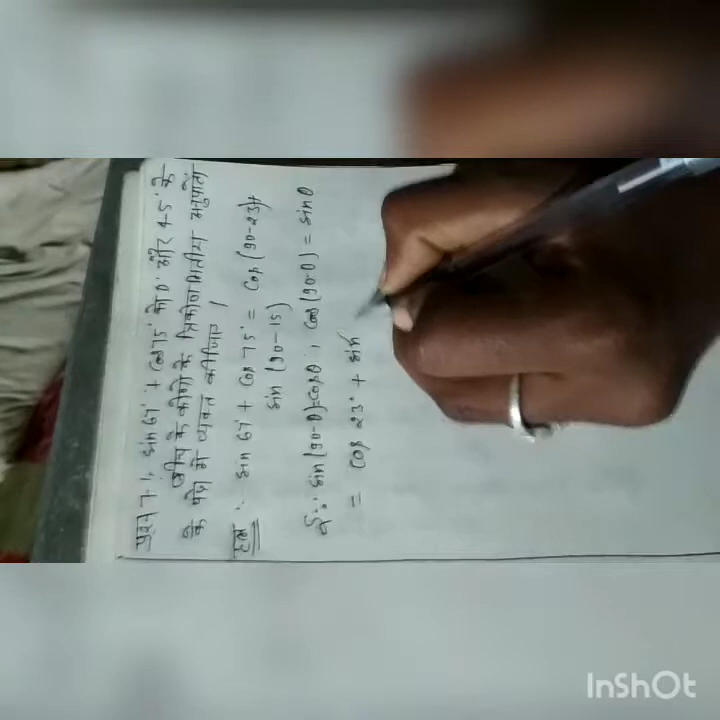 प्रश्न 7 :- sin 67° + cos 75° को 0° और 45° के
बीच के कोणों के त्रिकोणमितीय अनुपातों
के पदों में व्यक्त कीजिए।
हल :- sin 67° + cos 75° = cos (90-23)+
sin (90-15)
∵ sin (90-θ)=cosθ , cos (90-θ) = sinθ
= cos 23° + sin
InShOt